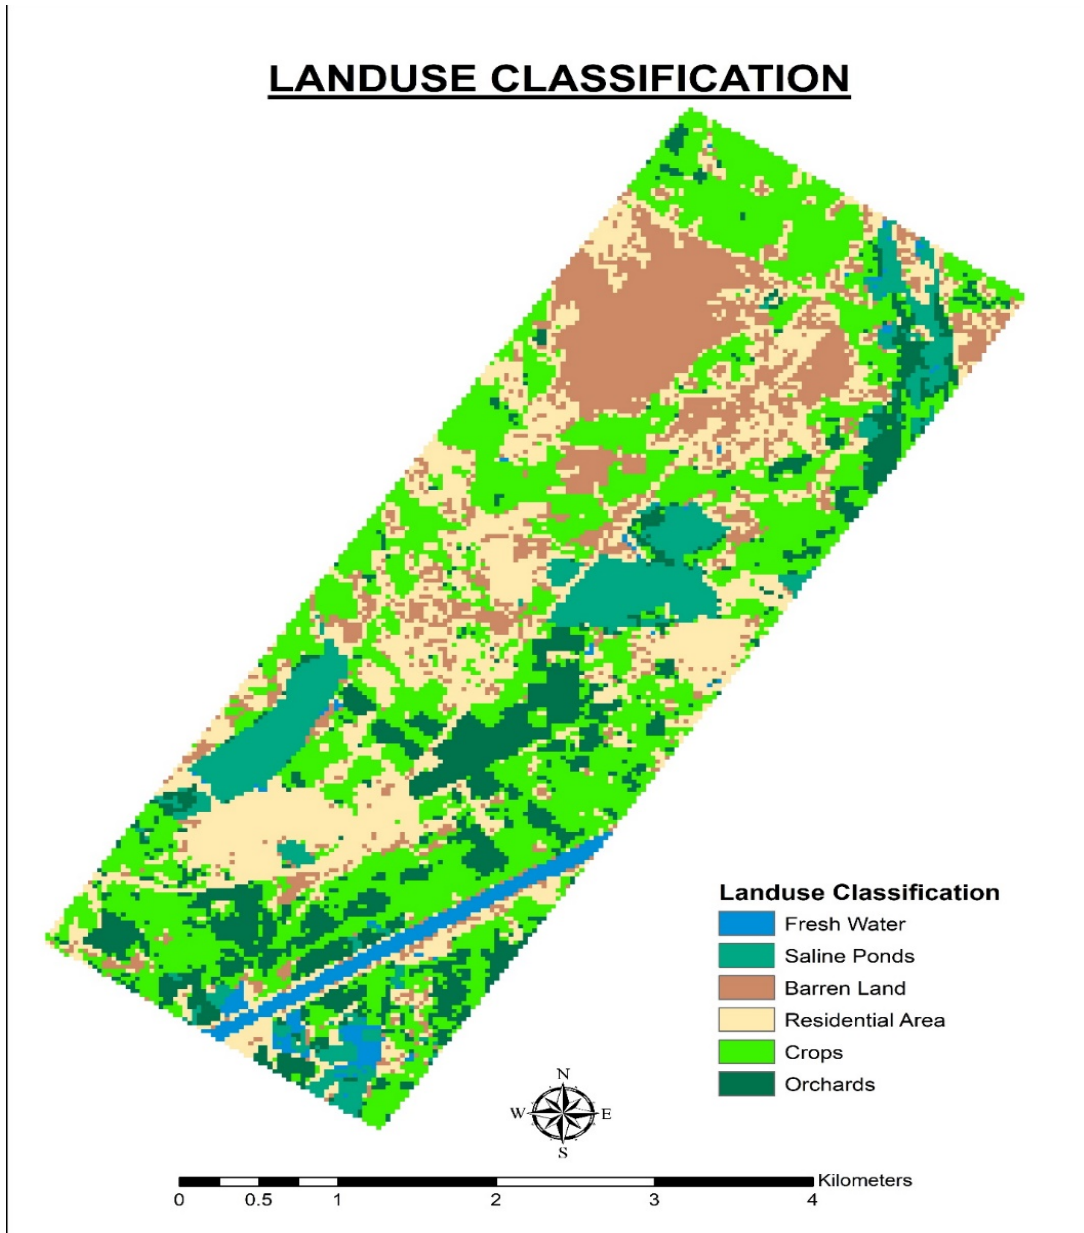 LANDUSE CLASSIFICATION
Landuse Classification
Fresh Water
Saline Ponds
Barren Land
Residential Area
Crops
Orchards
N
W E
S
Kilometers
0 0.5 1 2 3 4